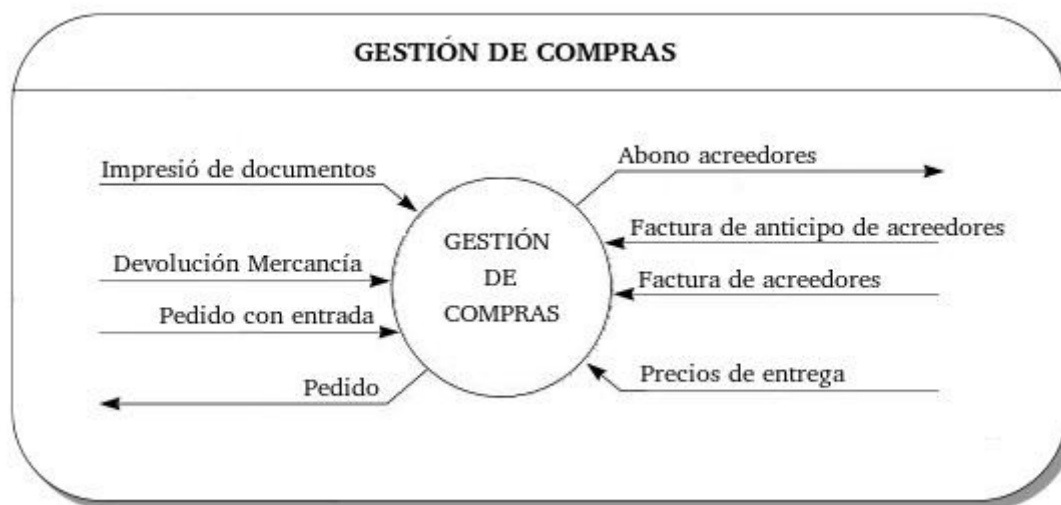 GESTIÓN DE COMPRAS
Impresió de documentos
Devolución Mercancía
Pedido con entrada
Pedido
GESTIÓN
DE
COMPRAS
Abono acreedores
Factura de anticipo de acreedores
Factura de acreedores
Precios de entrega